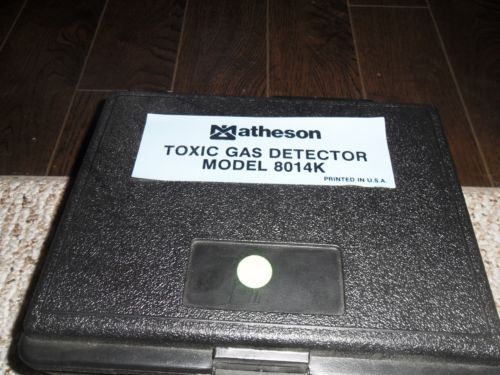 Matheson
TOXIC GAS DETECTOR
MODEL 8014K
PRINTED IN U.S.A.